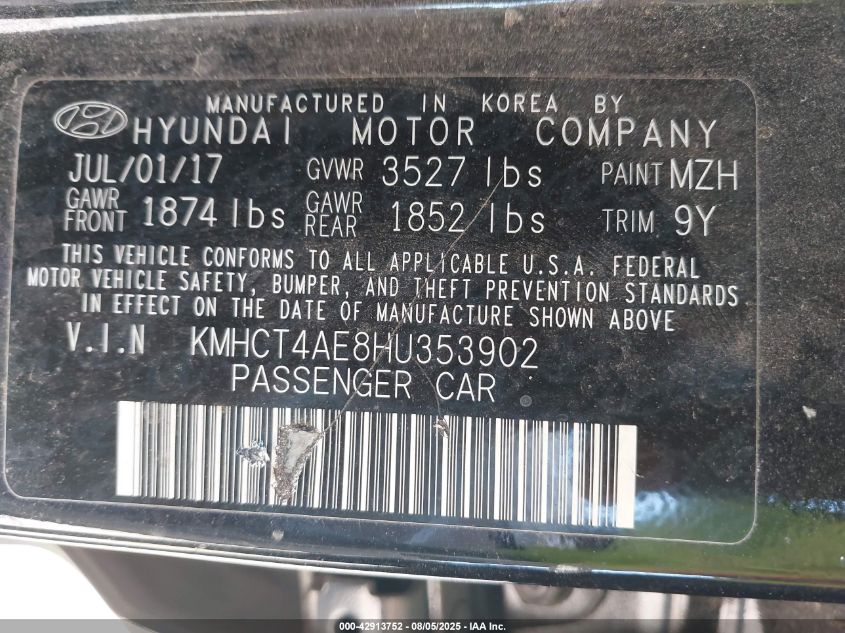 MANUFACTURED IN KOREA BY
HYUNDAI MOTOR COMPANY
JUL/01/17 GVWR 3527 lbs PAINT MZH
GAWR FRONT 1874 lbs GAWR REAR 1852 lbs TRIM 9Y
THIS VEHICLE CONFORMS TO ALL APPLICABLE U.S.A. FEDERAL
MOTOR VEHICLE SAFETY, BUMPER, AND THEFT PREVENTION STANDARDS
IN EFFECT ON THE DATE OF MANUFACTURE SHOWN ABOVE
V.I.N KMHCT4AE8HU353902
PASSENGER CAR
000-42913752 - 08/05/2025 - IAA Inc.